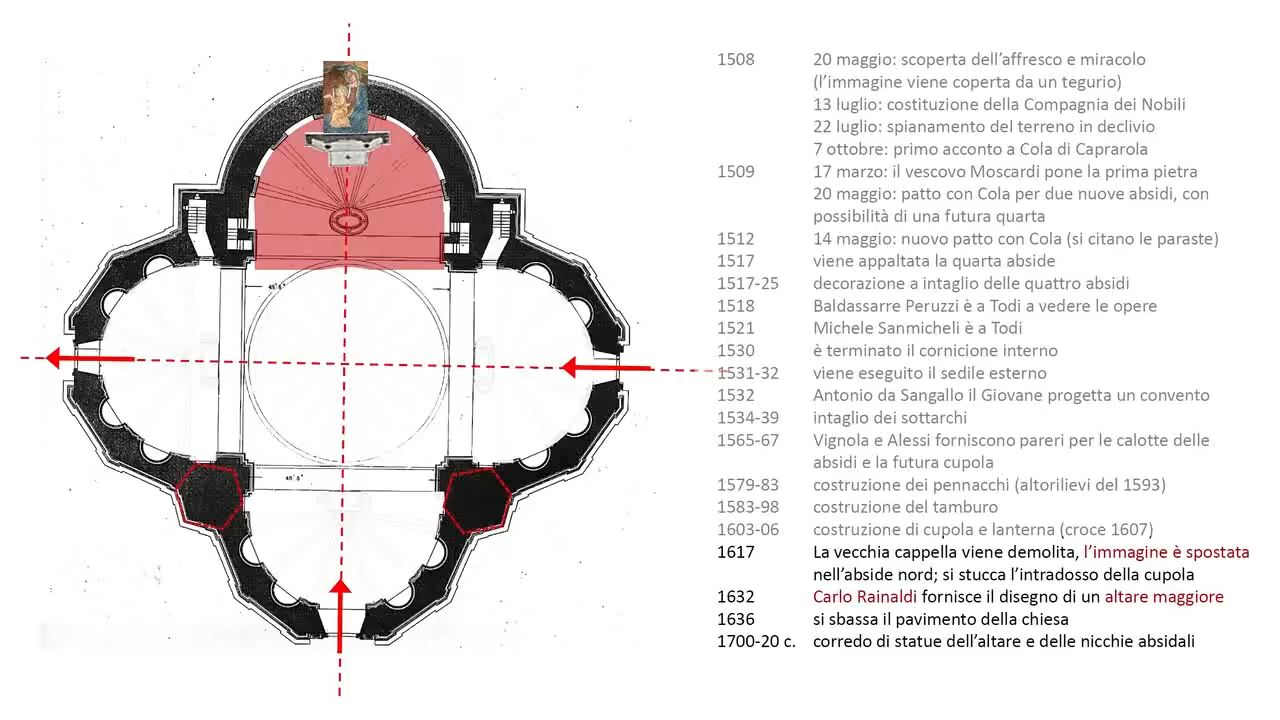 1508 20 maggio: scoperta dell’affresco e miracolo
(l’immagine viene coperta da un tegurio)
13 luglio: costituzione della Compagnia dei Nobili
22 luglio: spianamento del terreno in declivio
7 ottobre: primo acconto a Cola di Caprarola
1509 17 marzo: il vescovo Moscardi pone la prima pietra
20 maggio: patto con Cola per due nuove absidi, con
possibilità di una futura quarta
1512 14 maggio: nuovo patto con Cola (si citano le paraste)
1517 viene appaltata la quarta abside
1517-25 decorazione a intaglio delle quattro absidi
1518 Baldassarre Peruzzi è a Todi a vedere le opere
1521 Michele Sanmicheli è a Todi
1530 è terminato il cornicione interno
1531-32 viene eseguito il sedile esterno
1532 Antonio da Sangallo il Giovane progetta un convento
1534-39 intaglio dei sottarchi
1565-67 Vignola e Alessi forniscono pareri per le calotte delle
absidi e la futura cupola
1579-83 costruzione dei pennacchi (altorilievi del 1593)
1583-98 costruzione del tamburo
1603-06 costruzione di cupola e lanterna (croce 1607)
1617 La vecchia cappella viene demolita, l’immagine è spostata
nell’abside nord; si stucca l’intradosso della cupola
1632 Carlo Rainaldi fornisce il disegno di un altare maggiore
1636 si sbassa il pavimento della chiesa
1700-20 c. corredo di statue dell’altare e delle nicchie absidali